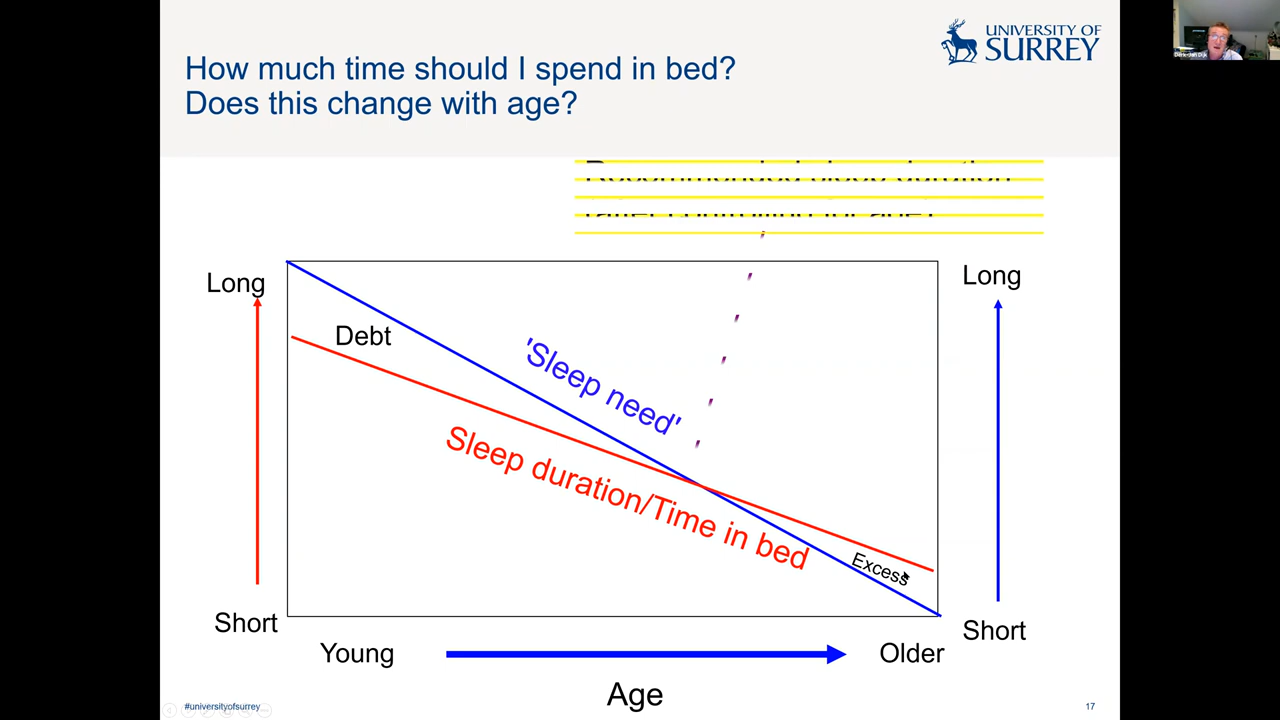 How much time should I spend in bed?
Does this change with age?
UNIVERSITY OF
SURREY
Long
Long
Debt
'Sleep need'
Sleep duration/Time in bed
Excess
Short
Short
Young
Older
Age
#universityofsurrey
17